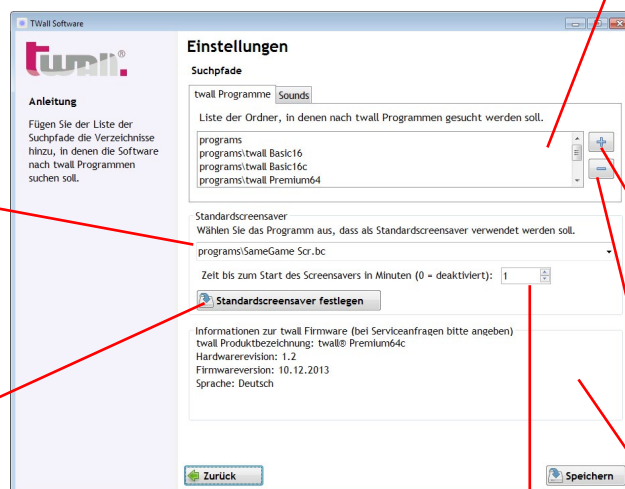 TWall Software
twall®
Anleitung
Fügen Sie der Liste der
Suchpfade die Verzeichnisse
hinzu, in denen die Software
nach twall Programmen
suchen soll.
Einstellungen
Suchpfade
twall Programme Sounds
Liste der Ordner, in denen nach twall Programmen gesucht werden soll.
programs
programs\twall Basic16
programs\twall Basic16c
programs\twall Premium64
Standardscreensaver
Wählen Sie das Programm aus, dass als Standardscreensaver verwendet werden soll.
programs\SameGame Scr.bc
Zeit bis zum Start des Screensavers in Minuten (0 = deaktiviert): 1
Standardscreensaver festlegen
Informationen zur twall Firmware (bei Serviceanfragen bitte angeben)
twall Produktbezeichnung: twall® Premium64c
Hardwarerevision: 1.2
Firmwareversion: 10.12.2013
Sprache: Deutsch
Zurück
Speichern